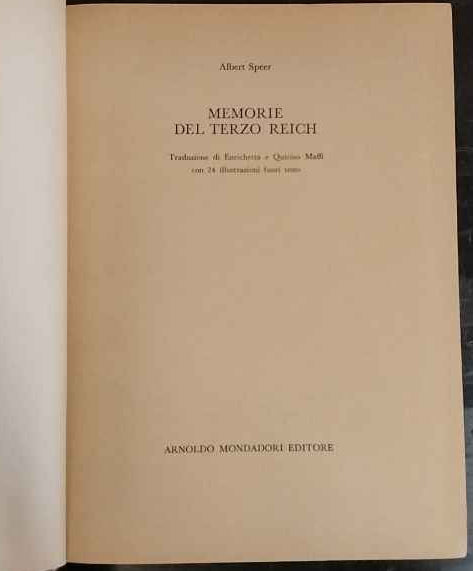 Albert Speer
MEMORIE
DEL TERZO REICH
Traduzione di Enrichetta e Quirino Maffi
con 24 illustrazioni fuori testo
ARNOLDO MONDADORI EDITORE